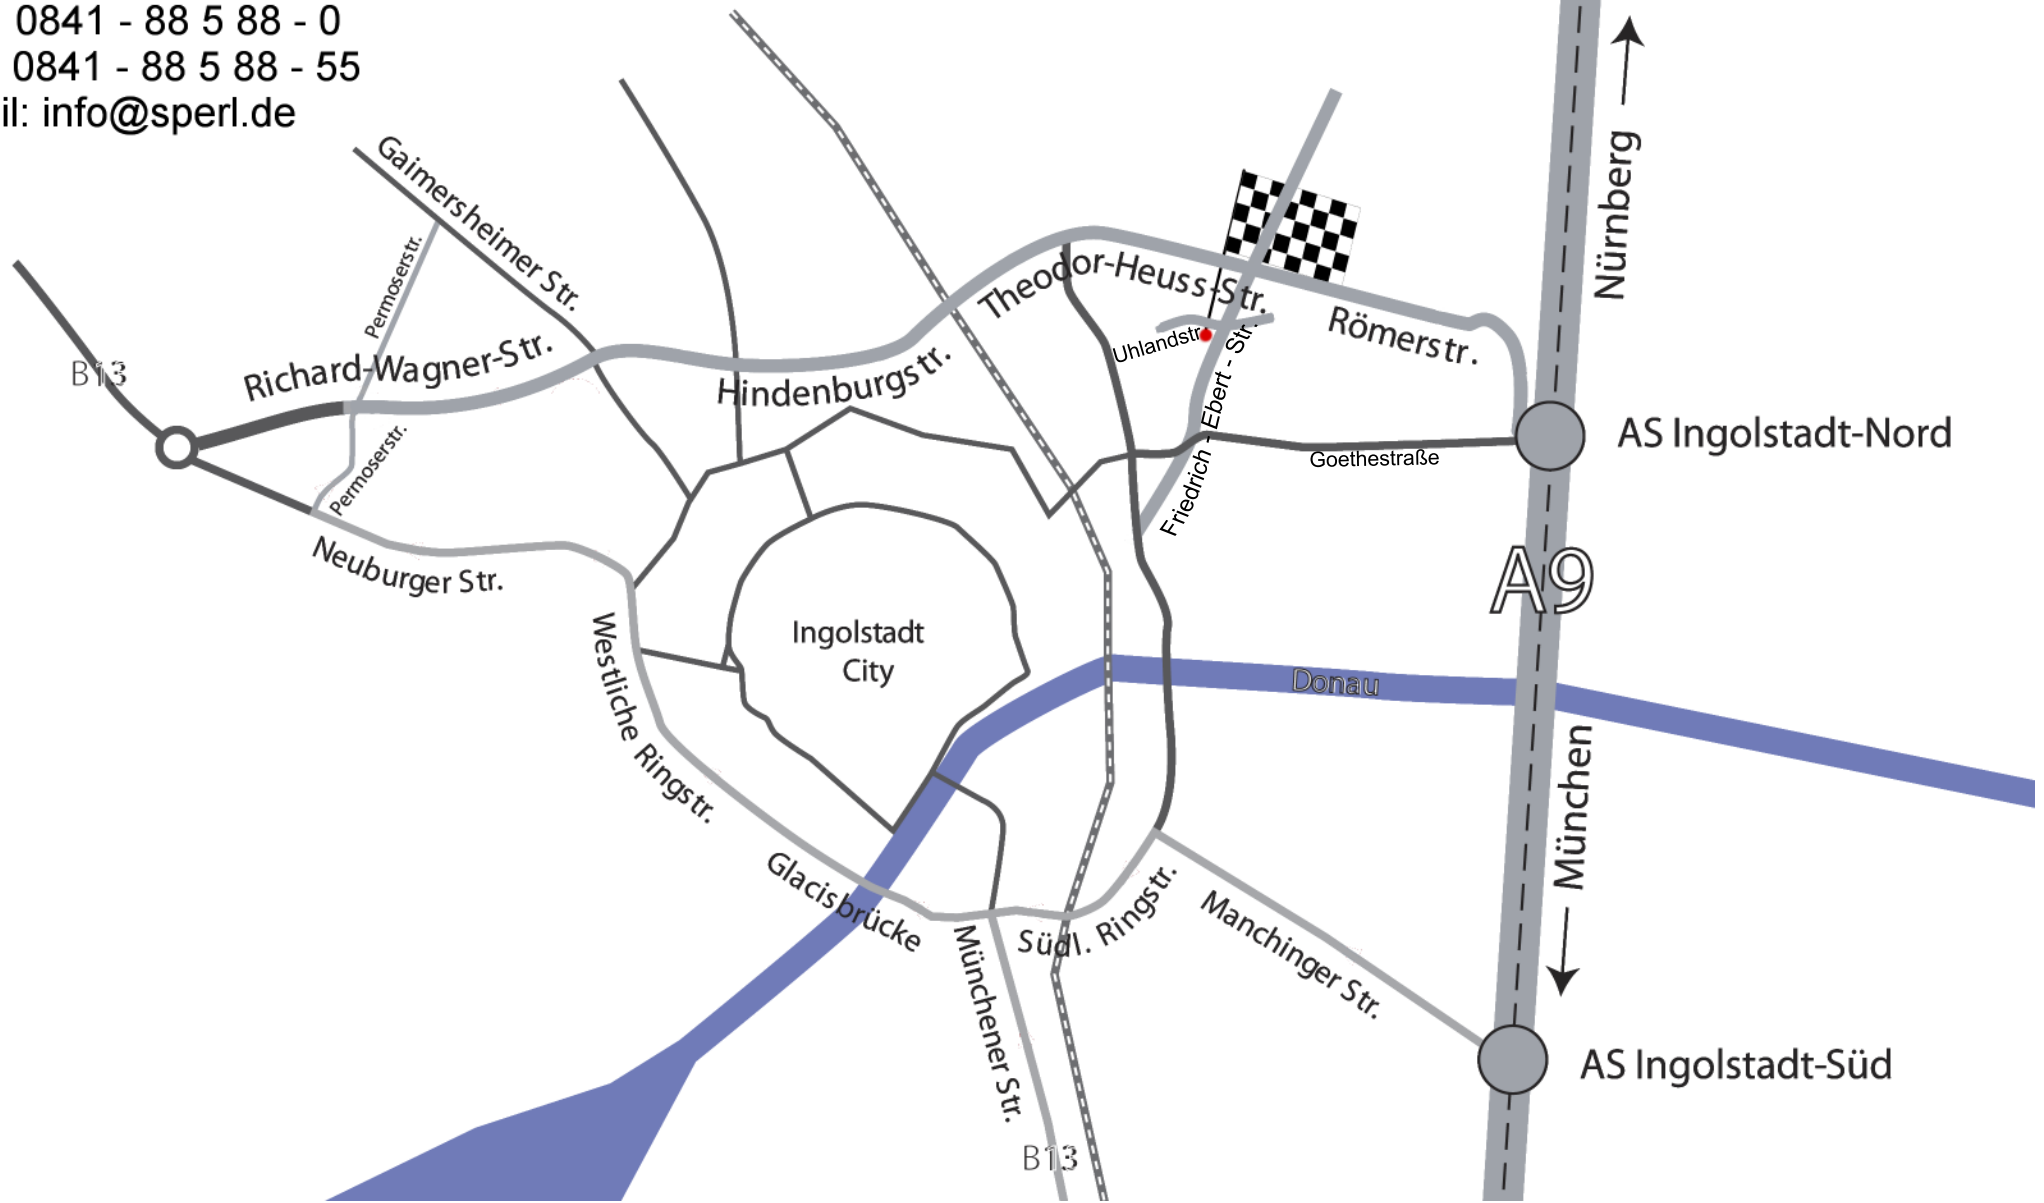 0841 - 88 5 88 - 0
0841 - 88 5 88 - 55
il: info@sperl.de
Gaimersheimer Str.
Permoserstr.
B13
Richard-Wagner-Str.
Permoserstr.
Neuburger Str.
Hindenburgstr.
Theodor-Heuss-Str.
Uhlandstr.
Friedrich - Ebert - Str.
Römerstr.
Goethestraße
Nürnberg
AS Ingolstadt-Nord
A9
Ingolstadt
City
Westliche Ringstr.
Donau
München
Glacisbrücke
Südl. Ringstr.
Manchinger Str.
Münchener Str.
AS Ingolstadt-Süd
B13